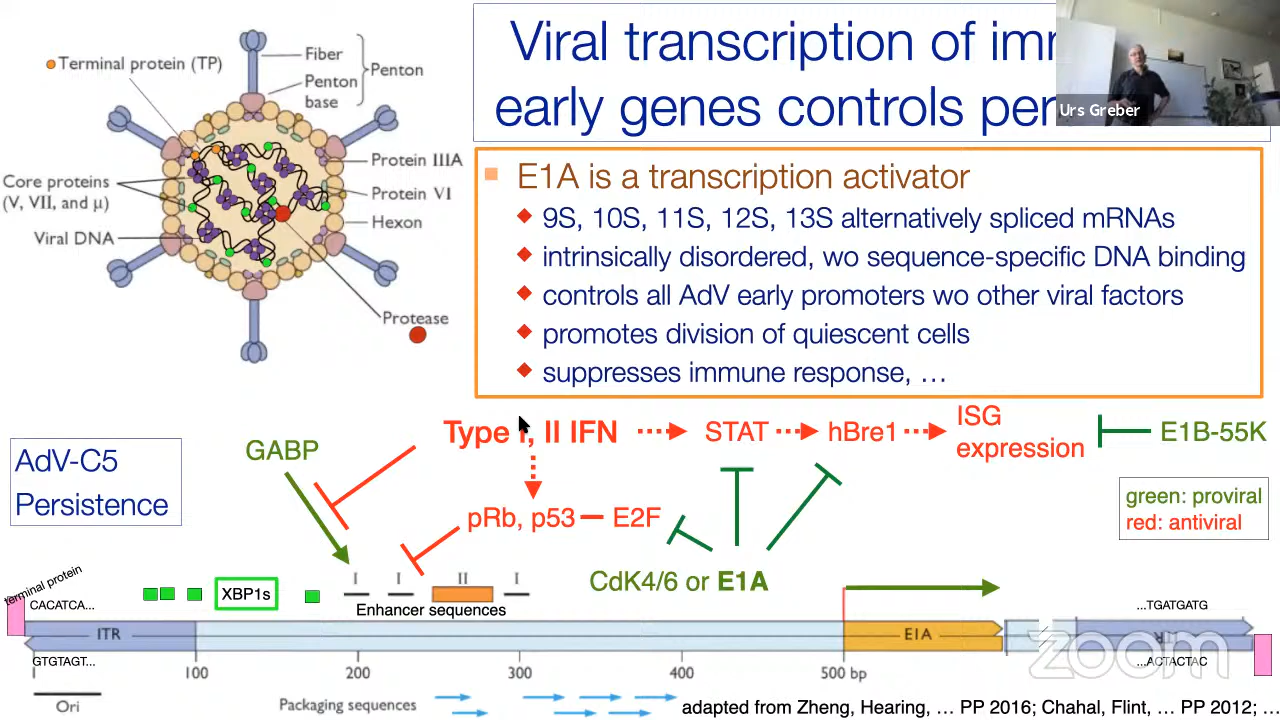 Viral transcription of
early genes controls
Urs Greber
Terminal protein (TP)
Fiber
Penton
Penton
base
Protein IIIA
Core proteins
(V, VII, and μ)
Protein VI
Hexon
Viral DNA
Protease
E1A is a transcription activator
9S, 10S, 11S, 12S, 13S alternatively spliced mRNAs
intrinsically disordered, wo sequence-specific DNA binding
controls all AdV early promoters wo other viral factors
promotes division of quiescent cells
suppresses immune response, …
AdV-C5
Persistence
GABP
Type I, II IFN
STAT
hBre1
ISG
expression
E1B-55K
pRb, p53 – E2F
green: proviral
red: antiviral
CdK4/6 or E1A
terminal protein
CACATCA...
XBP1s
I
I
II
I
Enhancer sequences
...TGATGATG
ITR
EIA
ITR
zoom
GTGTAGT...
...ACTACTAC
100
200
300
400
500 bp
Ori
Packaging sequences
adapted from Zheng, Hearing, … PP 2016; Chahal, Flint, … PP 2012; …